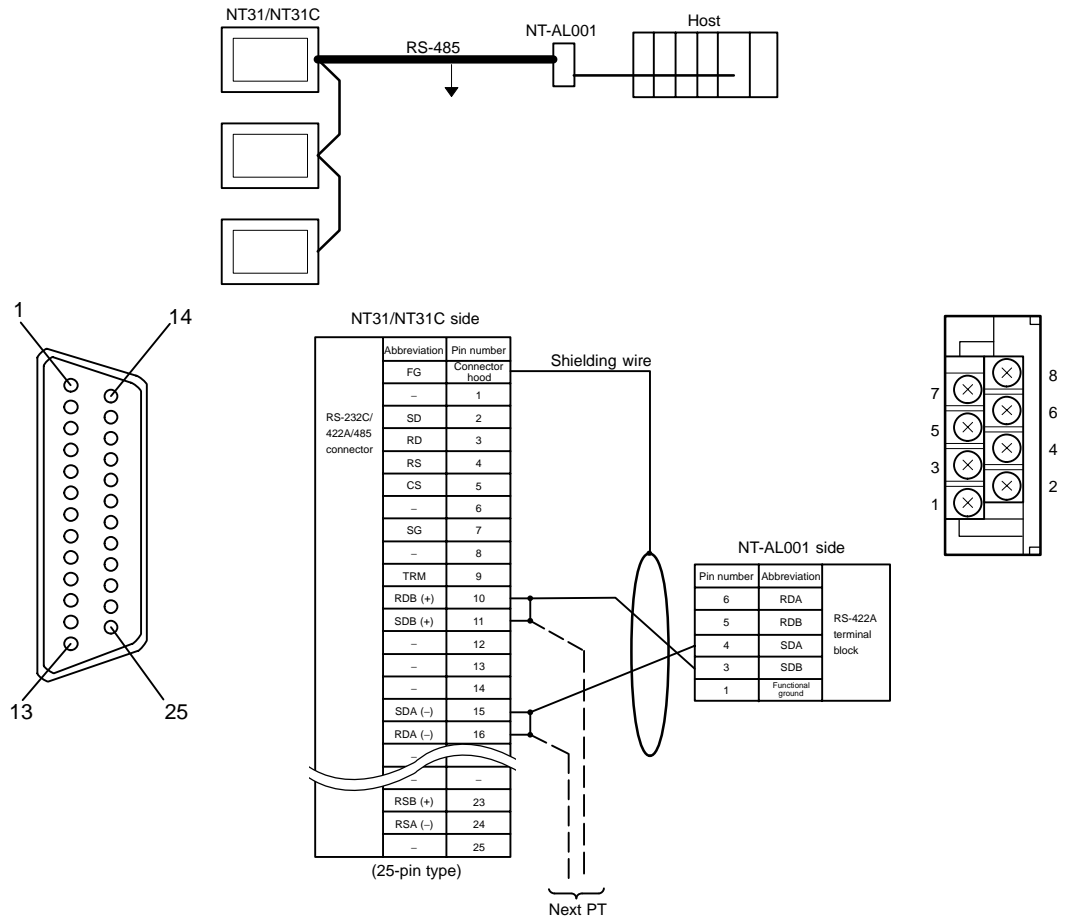 NT31/NT31C
NT-AL001
Host
RS-485
1
14
13
25
NT31/NT31C side
Abbreviation Pin number
FG Connector hood
– 1
SD 2
RD 3
RS 4
CS 5
– 6
SG 7
– 8
TRM 9
RDB (+) 10
SDB (+) 11
– 12
– 13
– 14
SDA (–) 15
RDA (–) 16
–
– –
RSB (+) 23
RSA (–) 24
– 25
RS-232C/
422A/485
connector
(25-pin type)
Shielding wire
Next PT
NT-AL001 side
Pin number Abbreviation
6 RDA
5 RDB
4 SDA
3 SDB
1 Functional ground
RS-422A
terminal
block
8
7
6
5
4
3
2
1